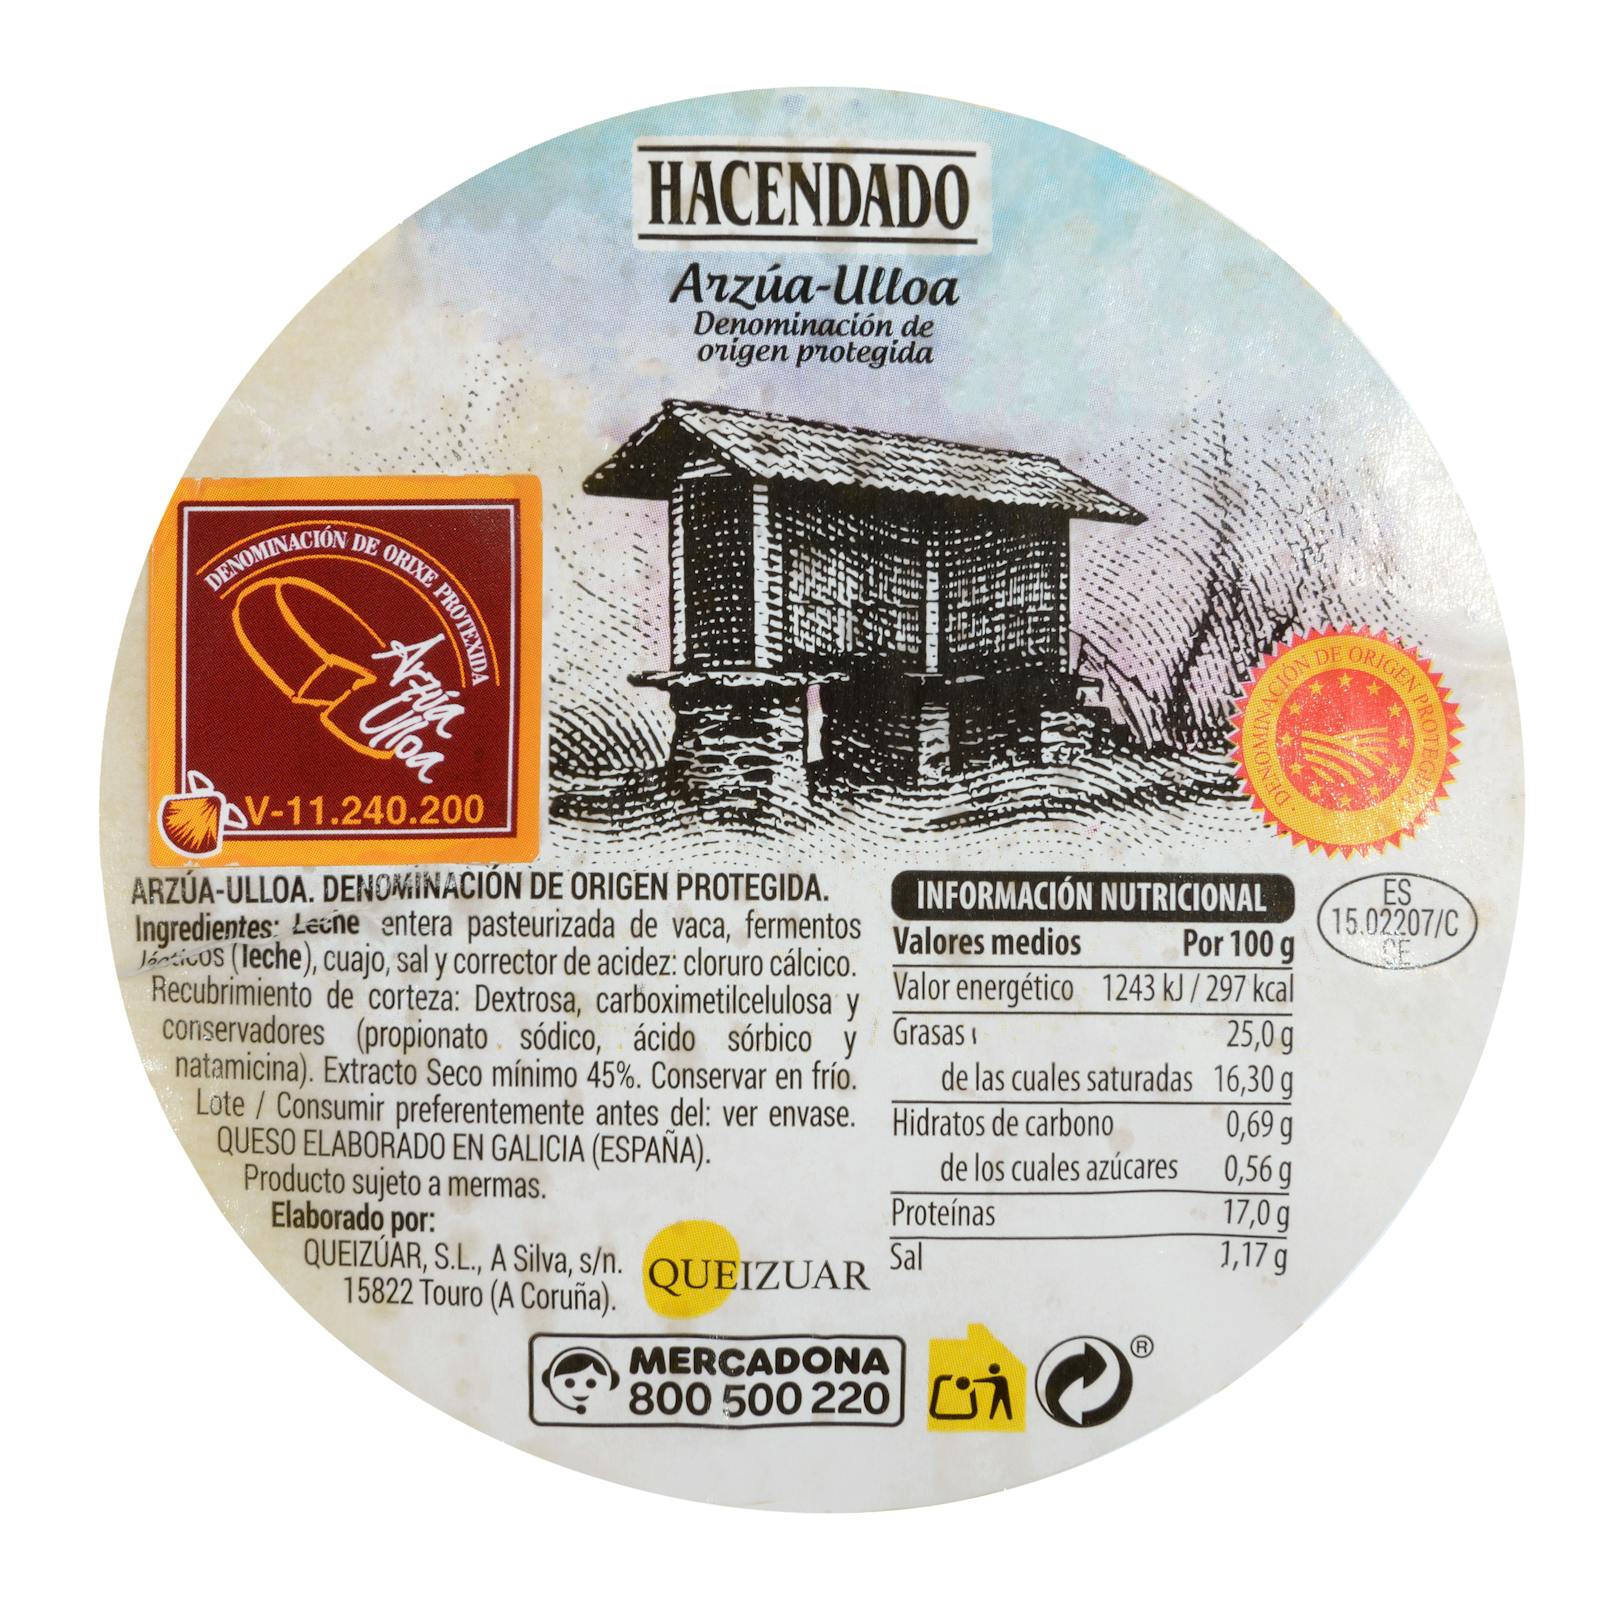 HACENDADO
Arzúa-Ulloa
Denominación de
origen protegida
DENOMINACIÓN DE ORIXE PROTEXIDA
Arzúa
Ulloa
V-11.240.200
DENOMINACIÓN DE ORIGEN PROTEGIDA
ARZÚA-ULLOA. DENOMINACIÓN DE ORIGEN PROTEGIDA.
Ingredientes: Leche entera pasteurizada de vaca, fermentos
lácticos (leche), cuajo, sal y corrector de acidez: cloruro cálcico.
Recubrimiento de corteza: Dextrosa, carboximetilcelulosa y
conservadores (propionato sódico, ácido sórbico y
natamicina). Extracto Seco mínimo 45%. Conservar en frío.
Lote / Consumir preferentemente antes del: ver envase.
QUESO ELABORADO EN GALICIA (ESPAÑA).
Producto sujeto a mermas.
Elaborado por:
QUEIZÚAR, S.L., A Silva, s/n.
15822 Touro (A Coruña).
QUEIZUAR
INFORMACIÓN NUTRICIONAL
Valores medios Por 100 g
Valor energético 1243 kJ / 297 kcal
Grasas 25,0 g
de las cuales saturadas 16,30 g
Hidratos de carbono 0,69 g
de los cuales azúcares 0,56 g
Proteínas 17,0 g
Sal 1,17 g
ES
15.02207/C
CE
MERCADONA
800 500 220
®